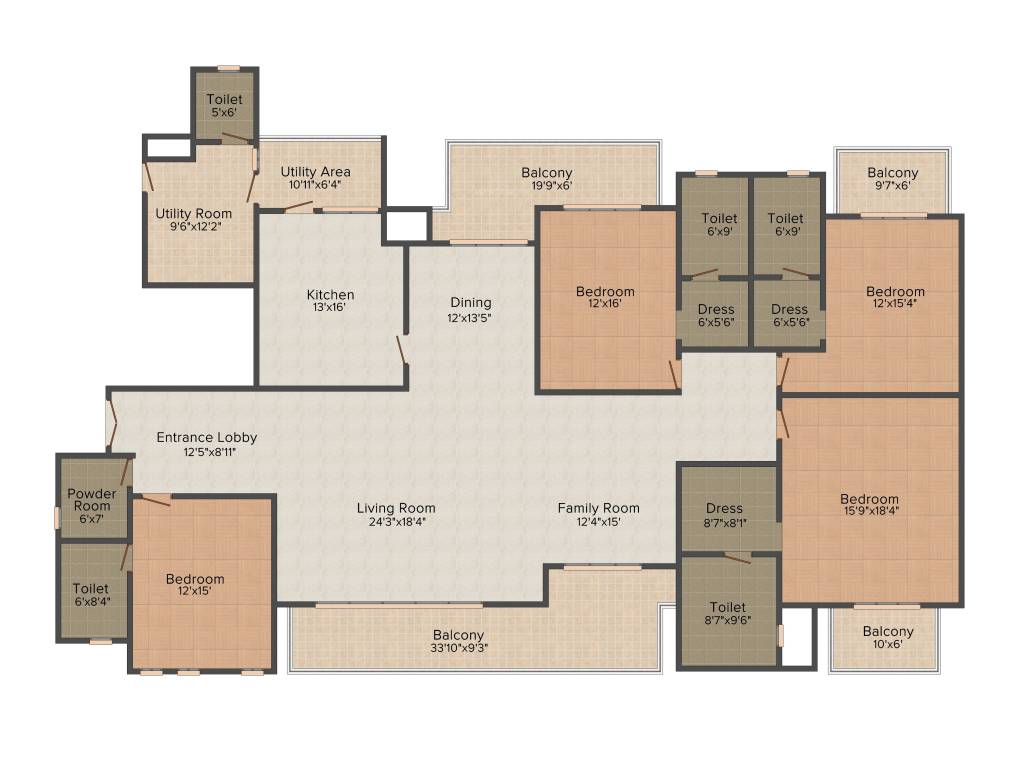 Toilet
5'x6'
Utility Area
10'11"x6'4"
Utility Room
9'6"x12'2"
Balcony
19'9"x6'
Balcony
9'7"x6'
Toilet
6'x9'
Toilet
6'x9'
Kitchen
13'x16'
Dining
12'x13'5"
Bedroom
12'x16'
Dress
6'x5'6"
Dress
6'x5'6"
Bedroom
12'x15'4"
Entrance Lobby
12'5"x8'11"
Powder
Room
6'x7'
Living Room
24'3"x18'4"
Family Room
12'4"x15'
Dress
8'7"x8'1"
Bedroom
15'9"x18'4"
Toilet
6'x8'4"
Bedroom
12'x15'
Balcony
33'10"x9'3"
Toilet
8'7"x9'6"
Balcony
10'x6'